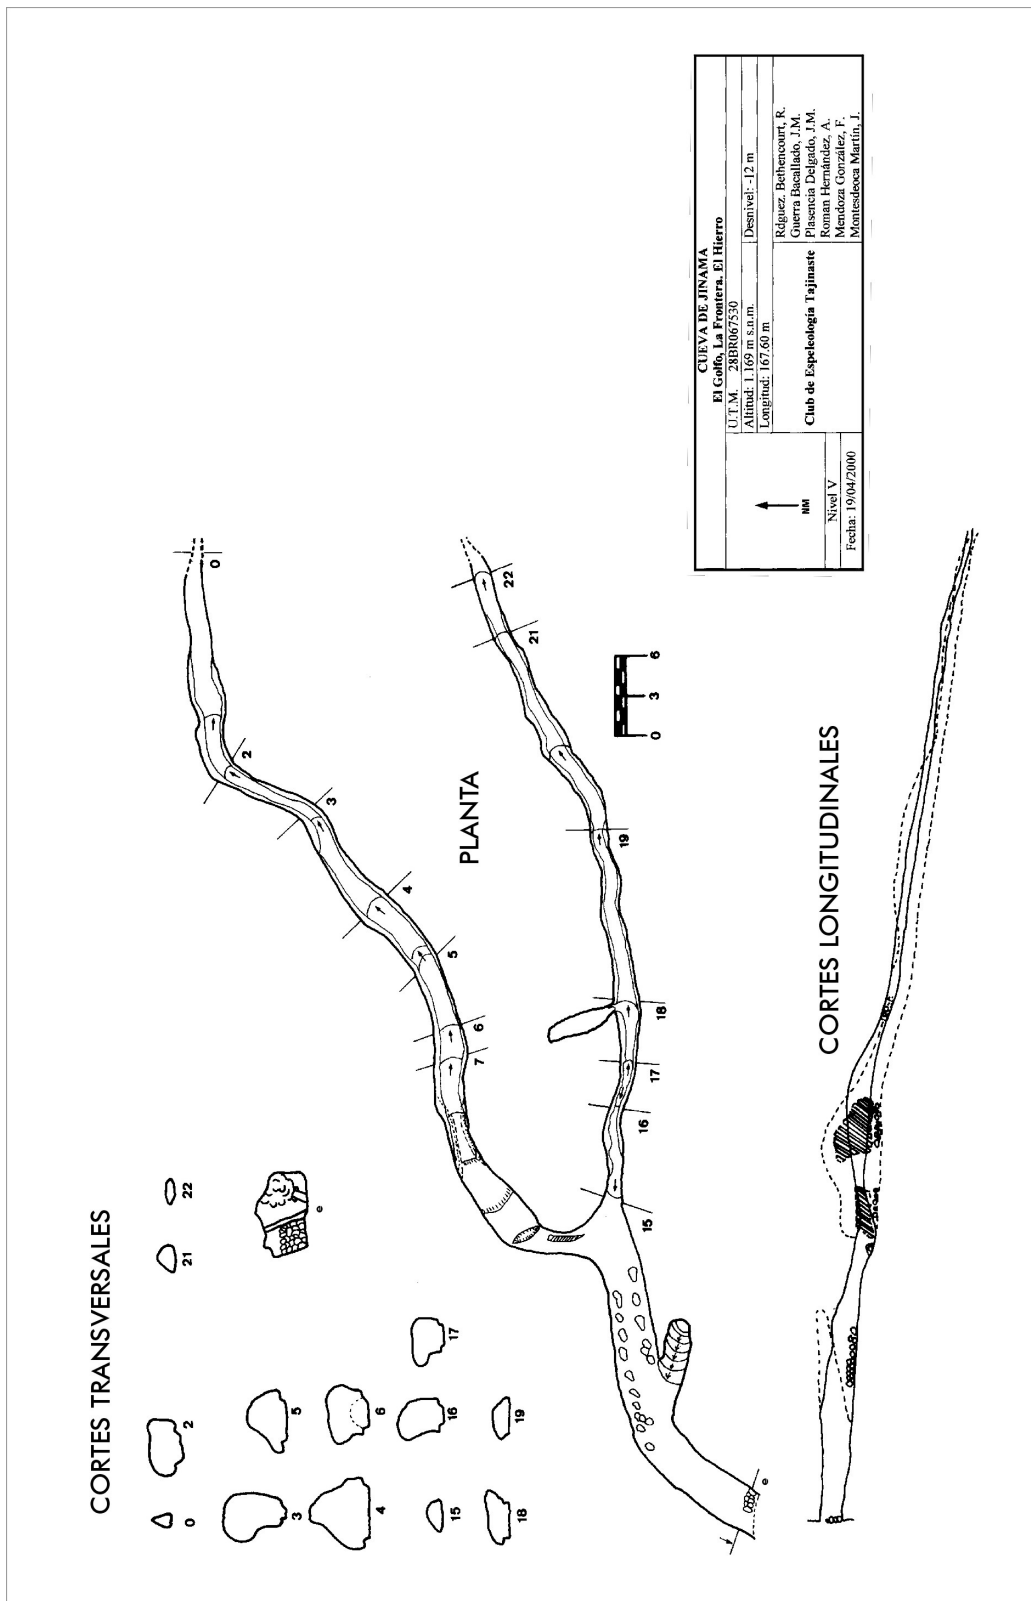 CORTES TRANSVERSALES
0
2
3
5
4
6
15
16
17
18
19
21
22
e
PLANTA
0
2
3
4
5
6
7
15
16
17
18
19
21
22
e
0 3 6
CORTES LONGITUDINALES
CUEVA DE JINAMA
El Golfo, La Frontera, El Hierro
U.T.M. 28BR067530
Altitud: 1.169 m s.n.m. Desnivel: -12 m
Longitud: 167.60 m
NM
Nivel V
Fecha: 19/04/2000
Club de Espeleología Tajinaste
Rdguez. Bethencourt, R.
Guerra Bacallado, J.M.
Plasencia Delgado, J.M.
Roman Hernández, A.
Mendoza González, F.
Montesdeoca Martín, J.